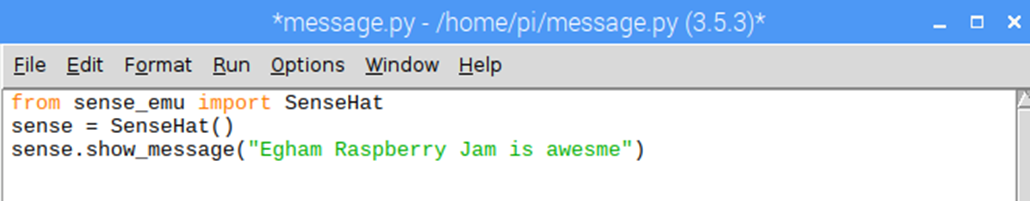 *message.py - /home/pi/message.py (3.5.3)*
File Edit Format Run Options Window Help
from sense_emu import SenseHat
sense = SenseHat()
sense.show_message("Egham Raspberry Jam is awesme")